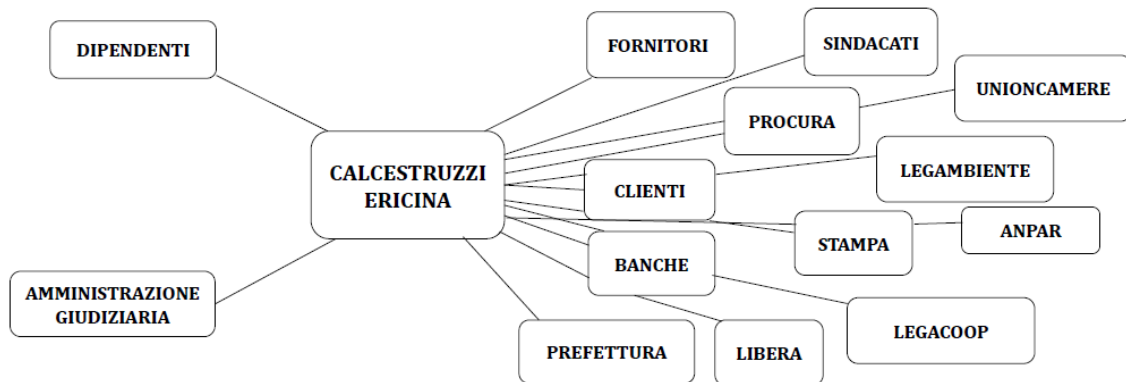 DIPENDENTI
FORNITORI
SINDACATI
UNIONCAMERE
PROCURA
CALCESTRUZZI
ERICINA
CLIENTI
LEGAMBIENTE
STAMPA
ANPAR
BANCHE
AMMINISTRAZIONE
GIUDIZIARIA
PREFETTURA
LIBERA
LEGACOOP